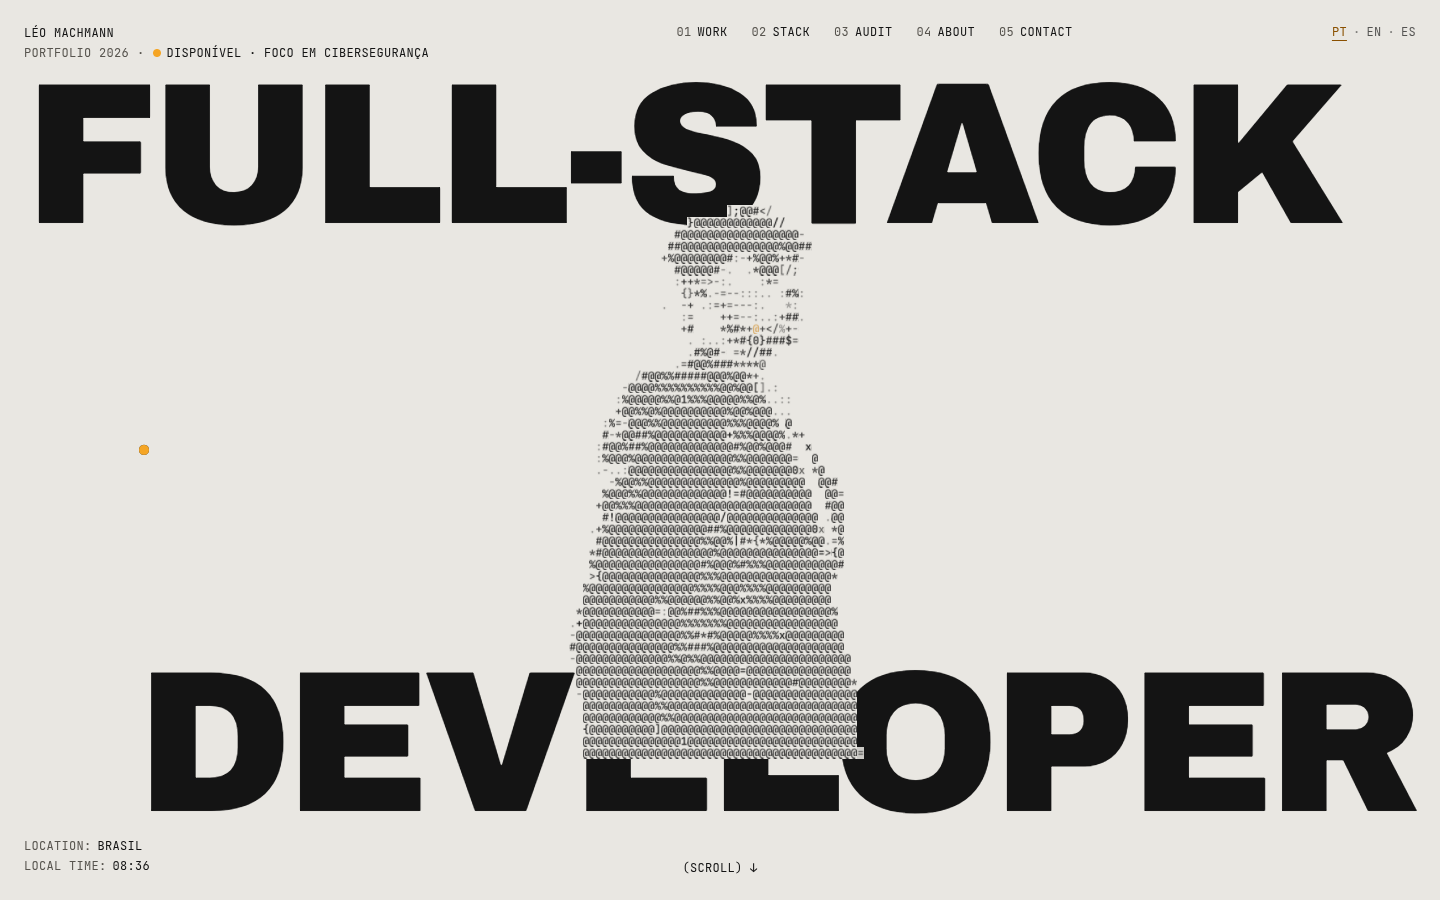 LÉO MACHMANN
PORTFOLIO 2026 · DISPONÍVEL · FOCO EM CIBERSEGURANÇA
01 WORK 02 STACK 03 AUDIT 04 ABOUT 05 CONTACT
PT · EN · ES
FULL-STACK
DEVELOPER
LOCATION: BRASIL
LOCAL TIME: 08:36
(SCROLL) ↓